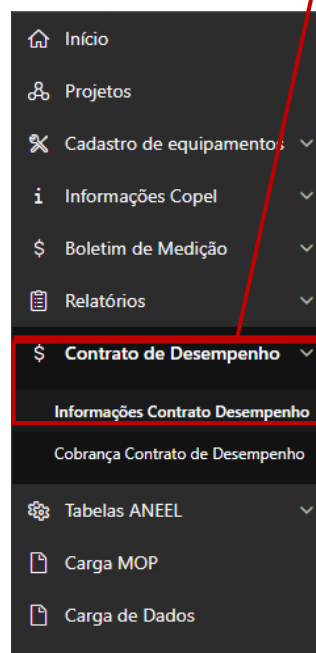 Início
Projetos
Cadastro de equipamentos
Informações Copel
Boletim de Medição
Relatórios
Contrato de Desempenho
Informações Contrato Desempenho
Cobrança Contrato de Desempenho
Tabelas ANEEL
Carga MOP
Carga de Dados